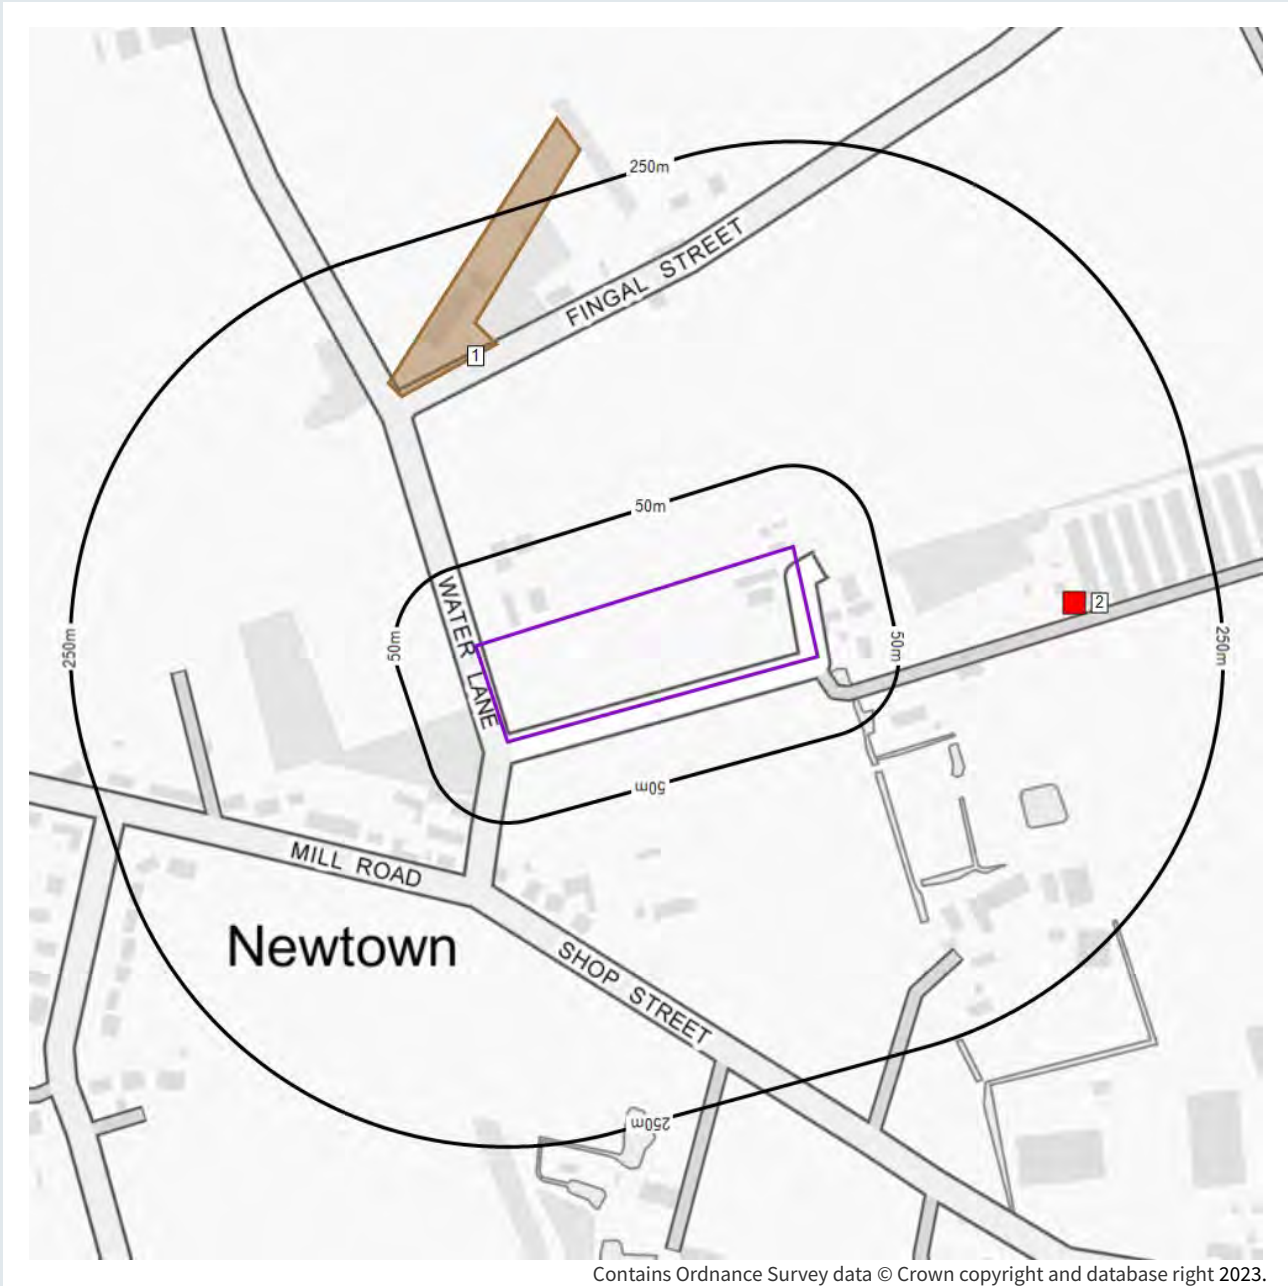 250m
FINGAL STREET
1
50m
WATER LANE
2
50m
50m
250m
250m
50m
MILL ROAD
Newtown
SHOP STREET
250m
Contains Ordnance Survey data © Crown copyright and database right 2023.